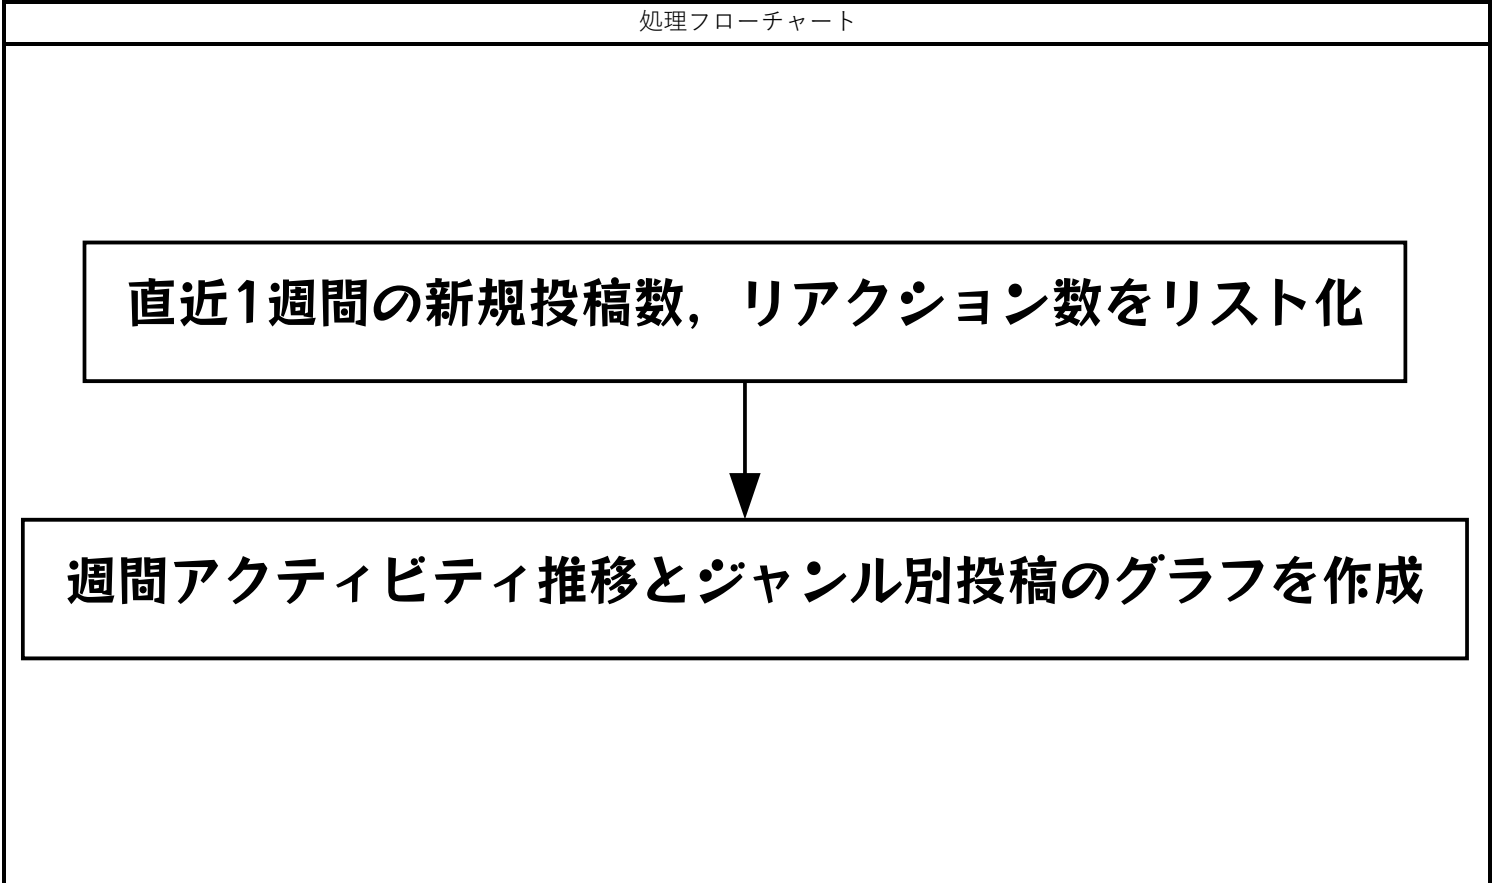 処理フローチャート
直近1週間の新規投稿数，リアクション数をリスト化
週間アクティビティ推移とジャンル別投稿のグラフを作成